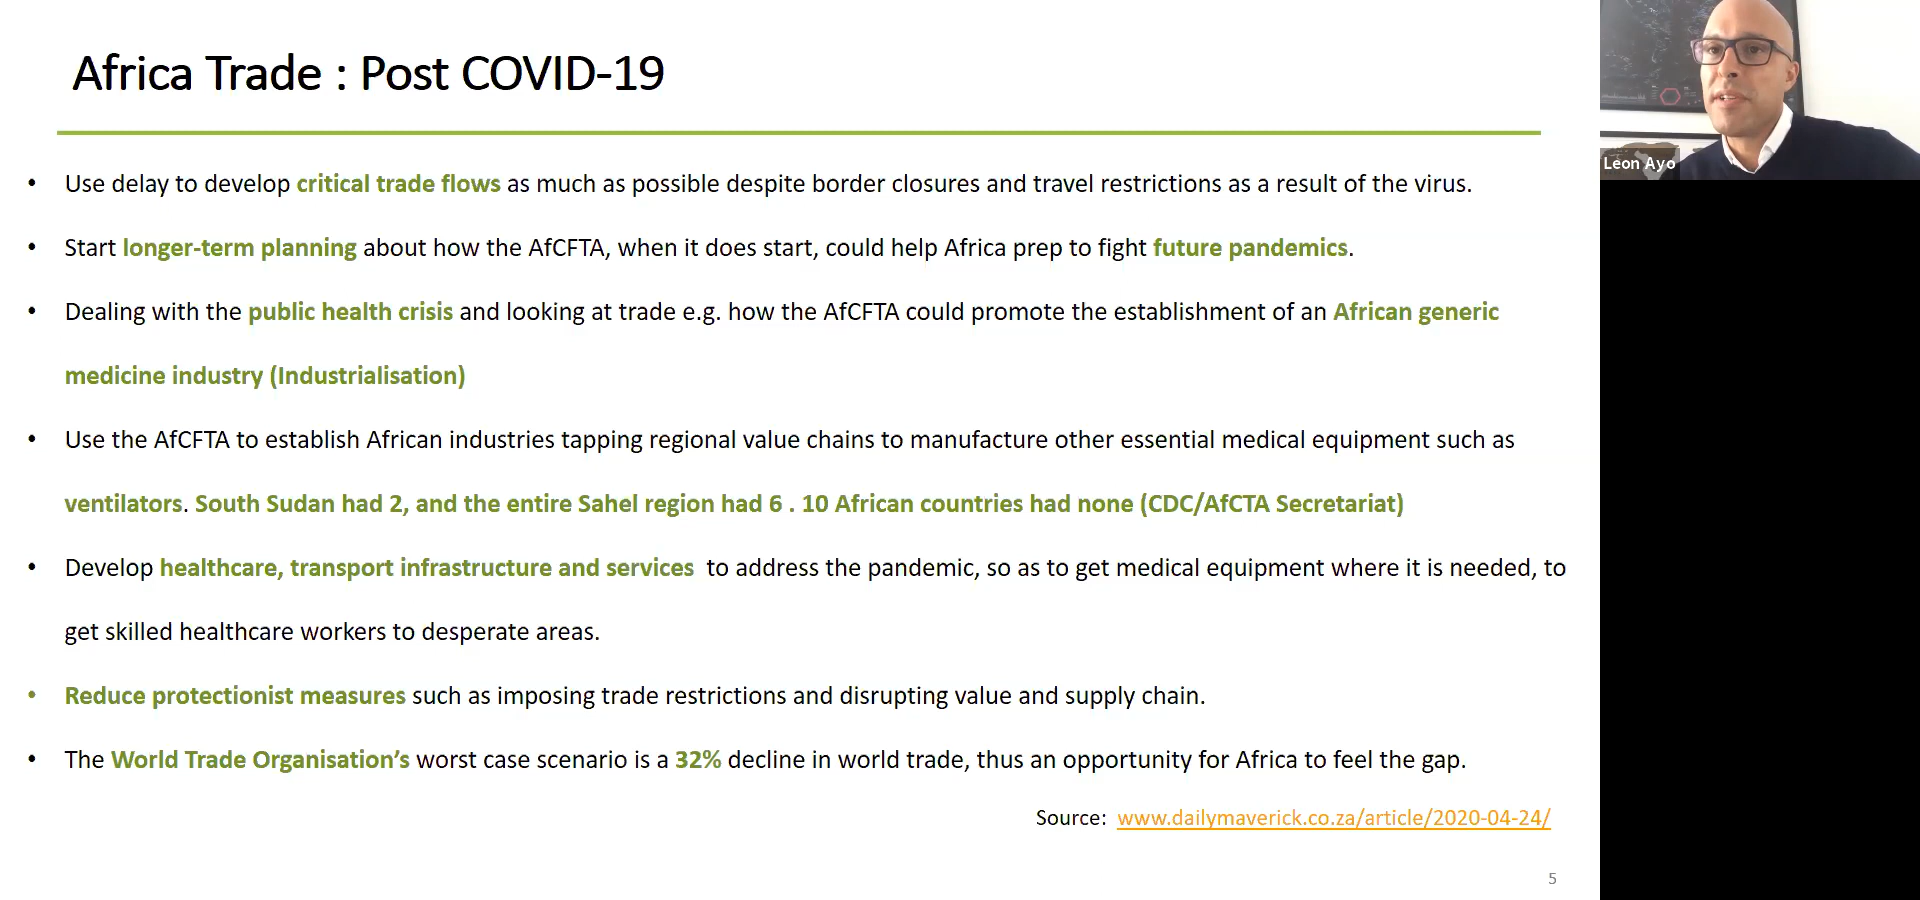 Africa Trade : Post COVID-19
• Use delay to develop critical trade flows as much as possible despite border closures and travel restrictions as a result of the virus.
• Start longer-term planning about how the AfCFTA, when it does start, could help Africa prep to fight future pandemics.
• Dealing with the public health crisis and looking at trade e.g. how the AfCFTA could promote the establishment of an African generic
medicine industry (Industrialisation)
• Use the AfCFTA to establish African industries tapping regional value chains to manufacture other essential medical equipment such as
ventilators. South Sudan had 2, and the entire Sahel region had 6 . 10 African countries had none (CDC/AfCTA Secretariat)
• Develop healthcare, transport infrastructure and services to address the pandemic, so as to get medical equipment where it is needed, to
get skilled healthcare workers to desperate areas.
• Reduce protectionist measures such as imposing trade restrictions and disrupting value and supply chain.
• The World Trade Organisation’s worst case scenario is a 32% decline in world trade, thus an opportunity for Africa to feel the gap.
Source: www.dailymaverick.co.za/article/2020-04-24/
5
Léon Ayo